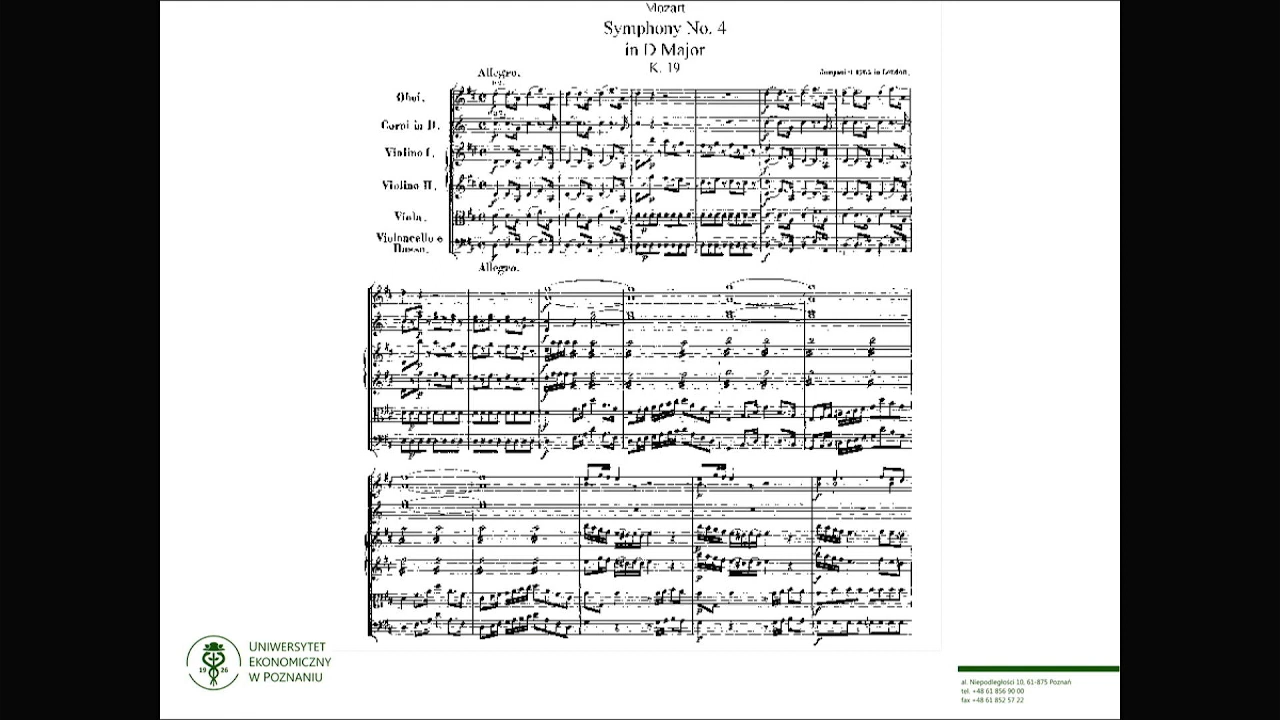 Mozart
Symphony No. 4
in D Major
K. 19
Allegro.
in London.
Oboi.
Corni in D.
Violino I.
Violino II.
Viola.
Violoncello e
Basso.
Allegro.
UNIWERSYTET
EKONOMICZNY
W POZNANIU
1926
al. Niepodległości 10, 61-875 Poznań
tel. +48 61 856 90 00
fax +48 61 852 57 22